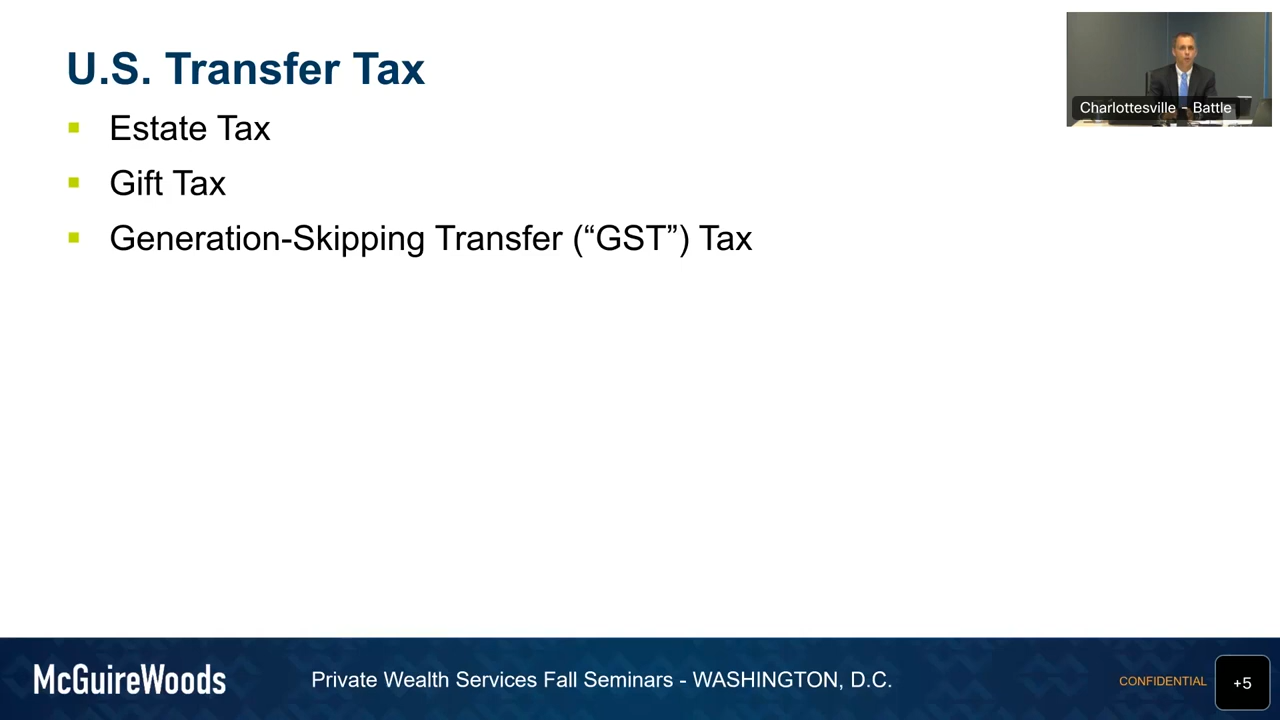 U.S. Transfer Tax
Estate Tax
Gift Tax
Generation-Skipping Transfer (“GST”) Tax
Charlottesville - Battle
McGuireWoods
Private Wealth Services Fall Seminars - WASHINGTON, D.C.
CONFIDENTIAL
+5